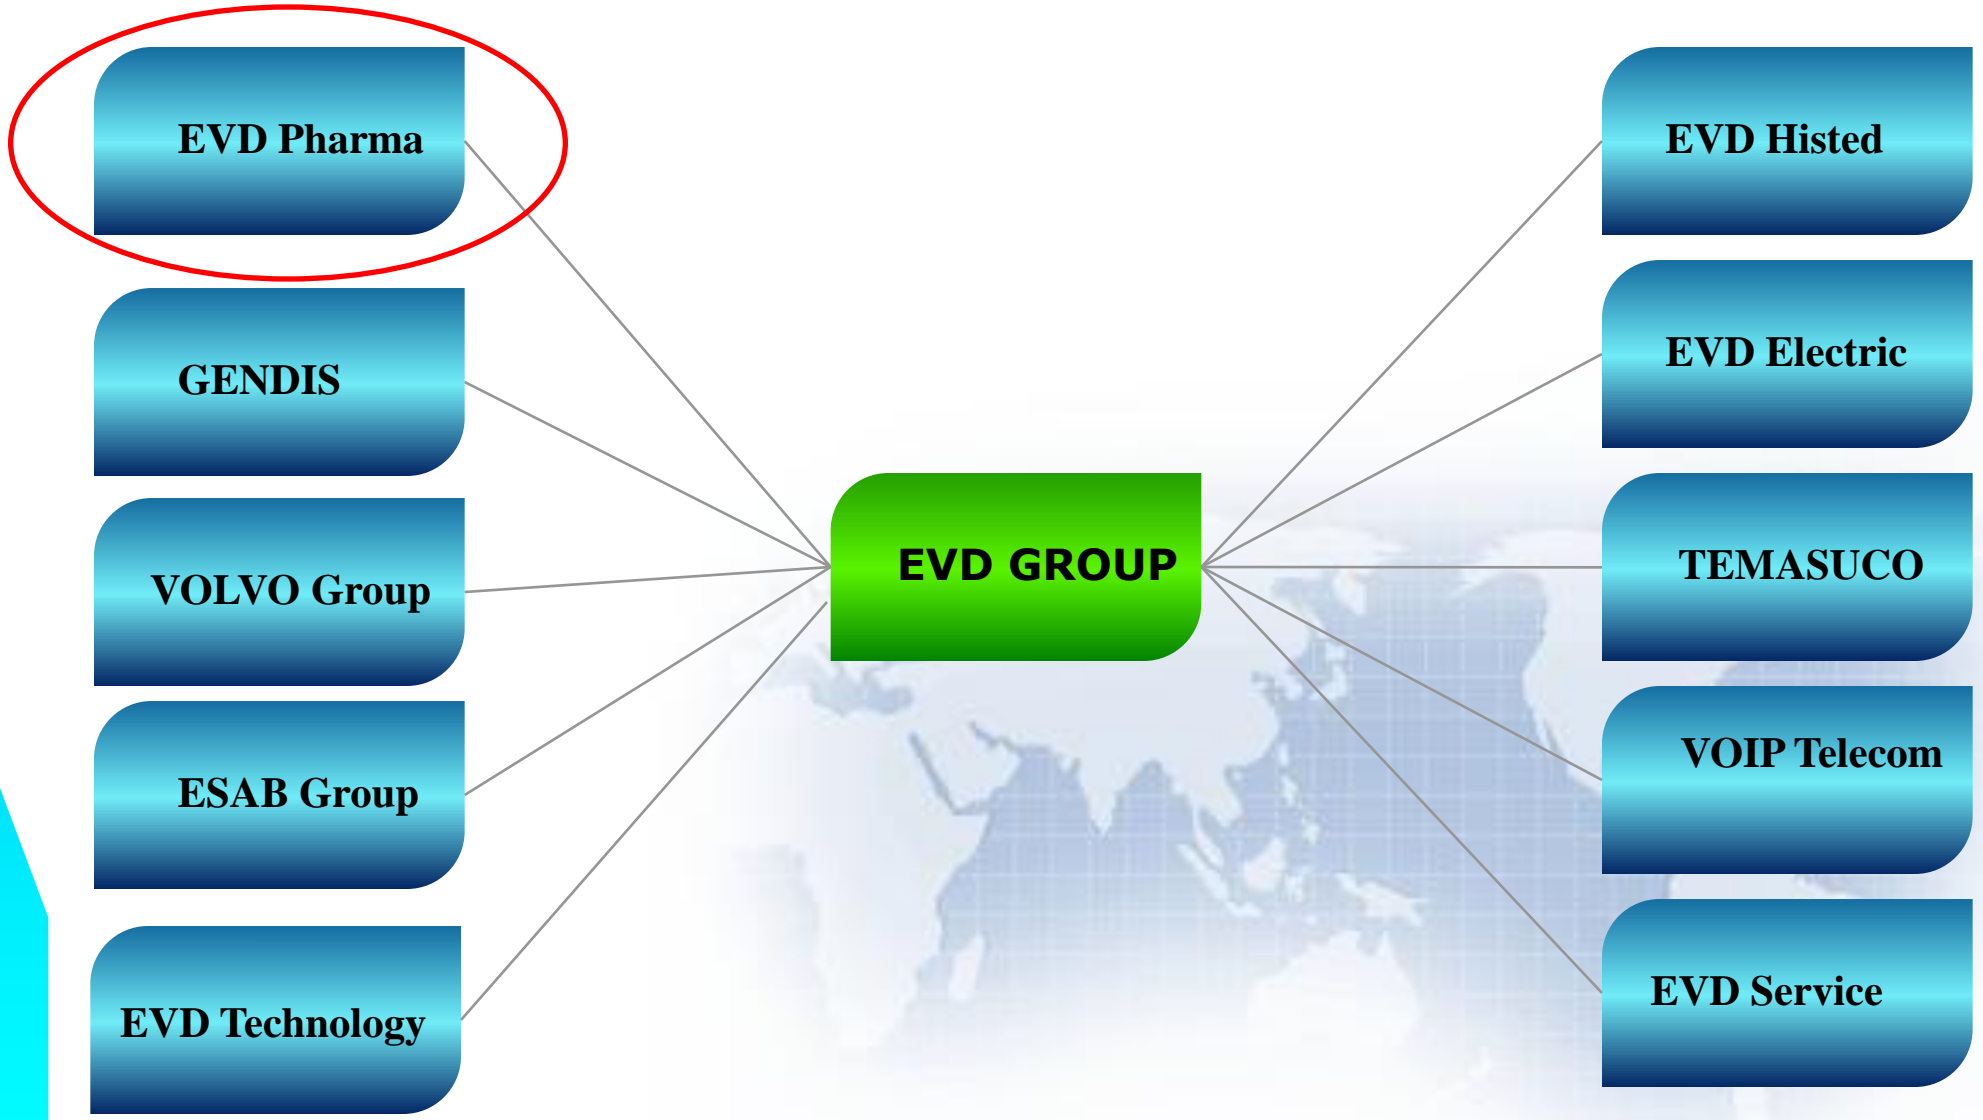 EVD Pharma
GENDIS
VOLVO Group
ESAB Group
EVD Technology
EVD GROUP
EVD Histed
EVD Electric
TEMASUCO
VOIP Telecom
EVD Service